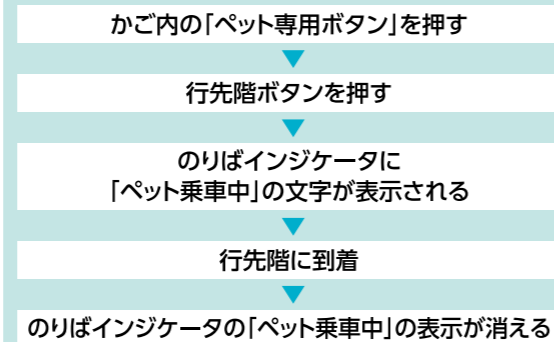 かご内の「ペット専用ボタン」を押す
行先階ボタンを押す
のりばインジケータに
「ペット乗車中」の文字が表示される
行先階に到着
のりばインジケータの「ペット乗車中」の表示が消える